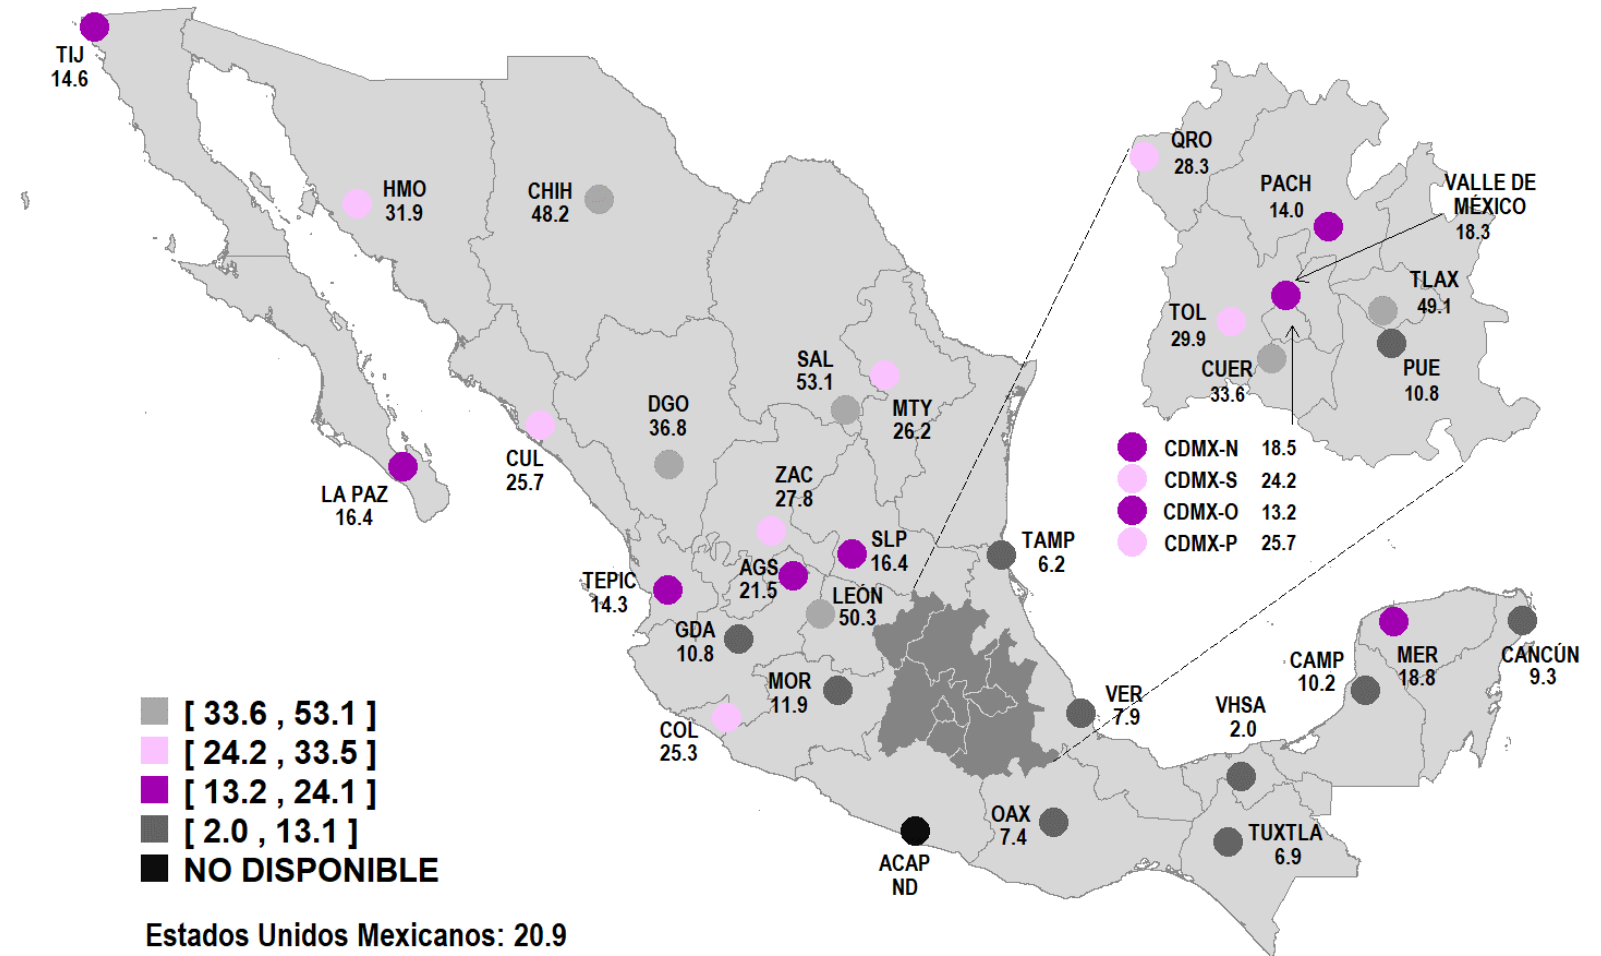 TIJ
14.6
HMO
31.9
CHIH
48.2
QRO
28.3
PACH
14.0
VALLE DE
MÉXICO
18.3
TLAX
49.1
TOL
29.9
CUER
33.6
PUE
10.8
SAL
53.1
MTY
26.2
DGO
36.8
CUL
25.7
LA PAZ
16.4
ZAC
27.8
CDMX-N 18.5
CDMX-S 24.2
CDMX-O 13.2
CDMX-P 25.7
SLP
16.4
TAMP
6.2
AGS
21.5
TEPIC
14.3
LEÓN
50.3
GDA
10.8
MOR
11.9
COL
25.3
VER
7.9
CAMP
10.2
MER
18.8
CANCÚN
9.3
VHSA
2.0
OAX
7.4
TUXTLA
6.9
ACAP
ND
[ 33.6 , 53.1 ]
[ 24.2 , 33.5 ]
[ 13.2 , 24.1 ]
[ 2.0 , 13.1 ]
NO DISPONIBLE
Estados Unidos Mexicanos: 20.9